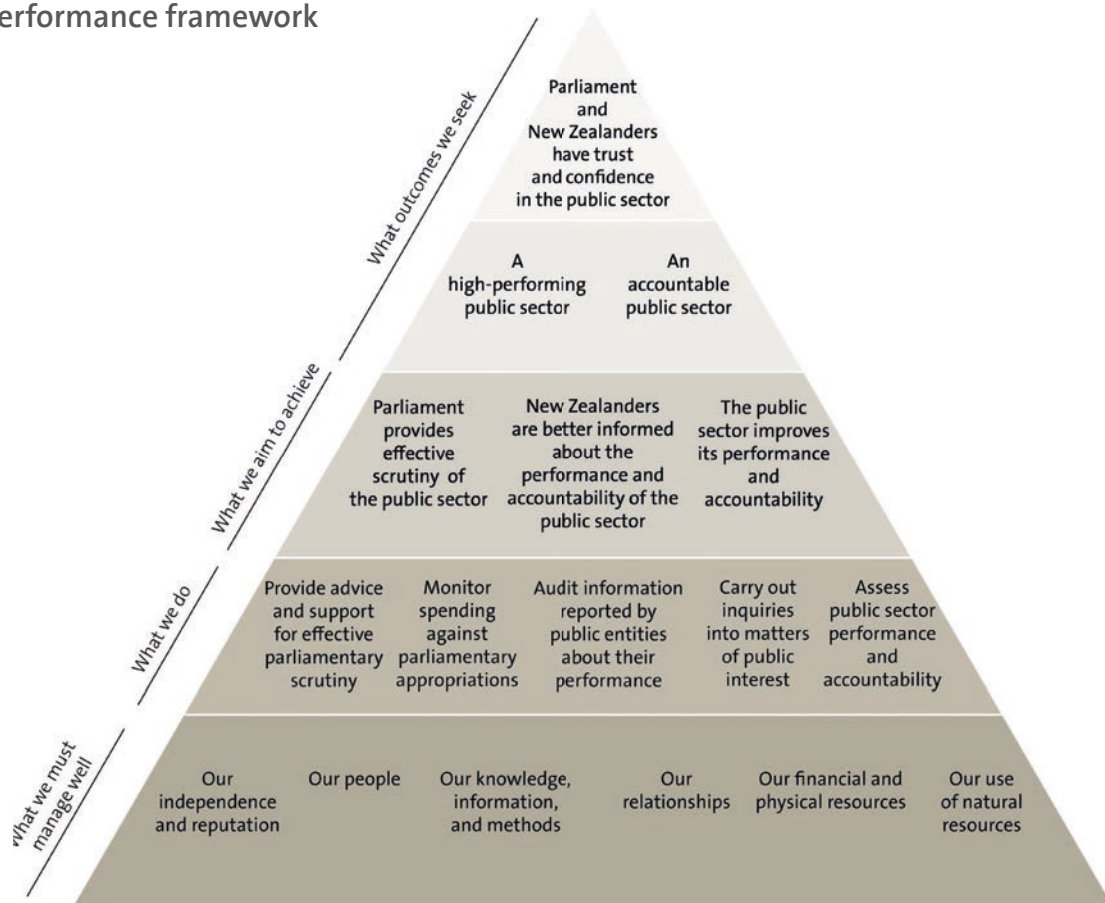 erformance framework
What outcomes we seek
Parliament
and
New Zealanders
have trust
and confidence
in the public sector
A
high-performing
public sector
An
accountable
public sector
What we aim to achieve
Parliament
provides
effective
scrutiny of
the public sector
New Zealanders
are better informed
about the
performance and
accountability of the
public sector
The public
sector improves
its performance
and
accountability
What we do
Provide advice
and support
for effective
parliamentary
scrutiny
Monitor
spending
against
parliamentary
appropriations
Audit information
reported by
public entities
about their
performance
Carry out
inquiries
into matters
of public
interest
Assess
public sector
performance
and
accountability
What we must
manage well
Our
independence
and reputation
Our people
Our knowledge,
information,
and methods
Our
relationships
Our financial and
physical resources
Our use
of natural
resources